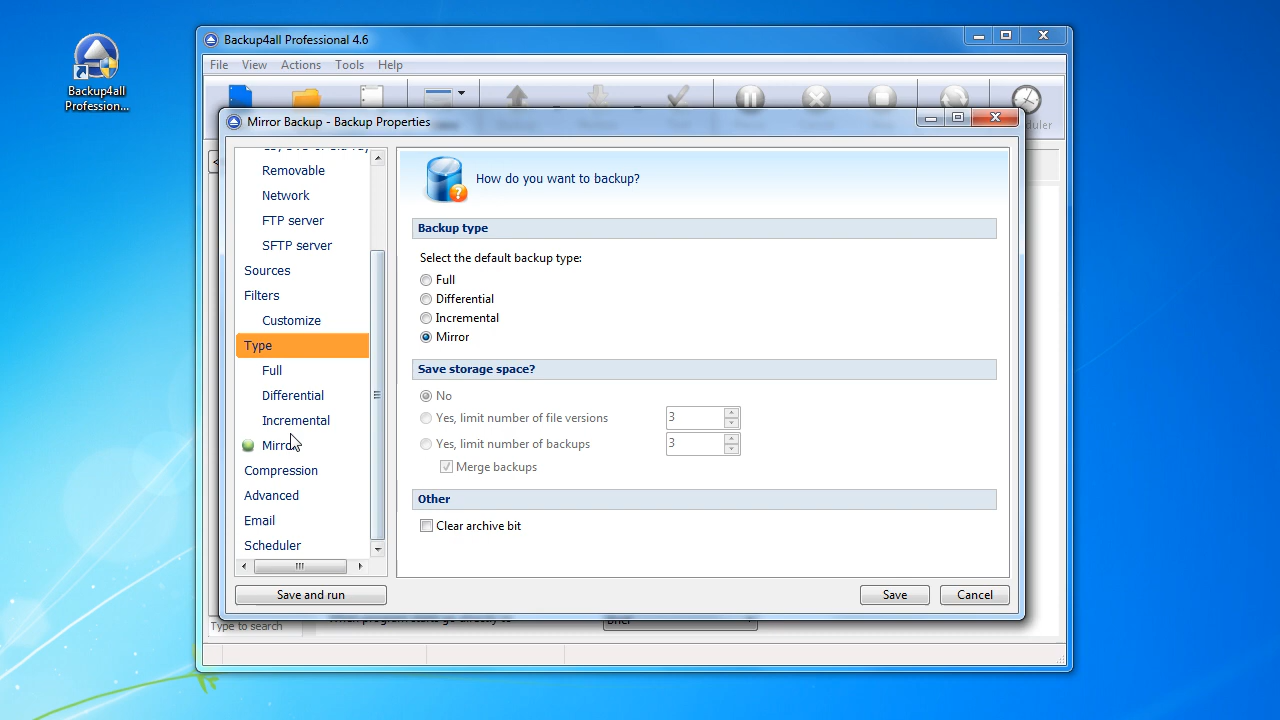 Backup4all
Profession...
Backup4all Professional 4.6
File View Actions Tools Help
Mirror Backup - Backup Properties
Removable
Network
FTP server
SFTP server
Sources
Filters
Customize
Type
Full
Differential
Incremental
Mirror
Compression
Advanced
Email
Scheduler
How do you want to backup?
Backup type
Select the default backup type:
Full
Differential
Incremental
Mirror
Save storage space?
No
Yes, limit number of file versions 3
Yes, limit number of backups 3
Merge backups
Other
Clear archive bit
Save and run
Save
Cancel
Type to search